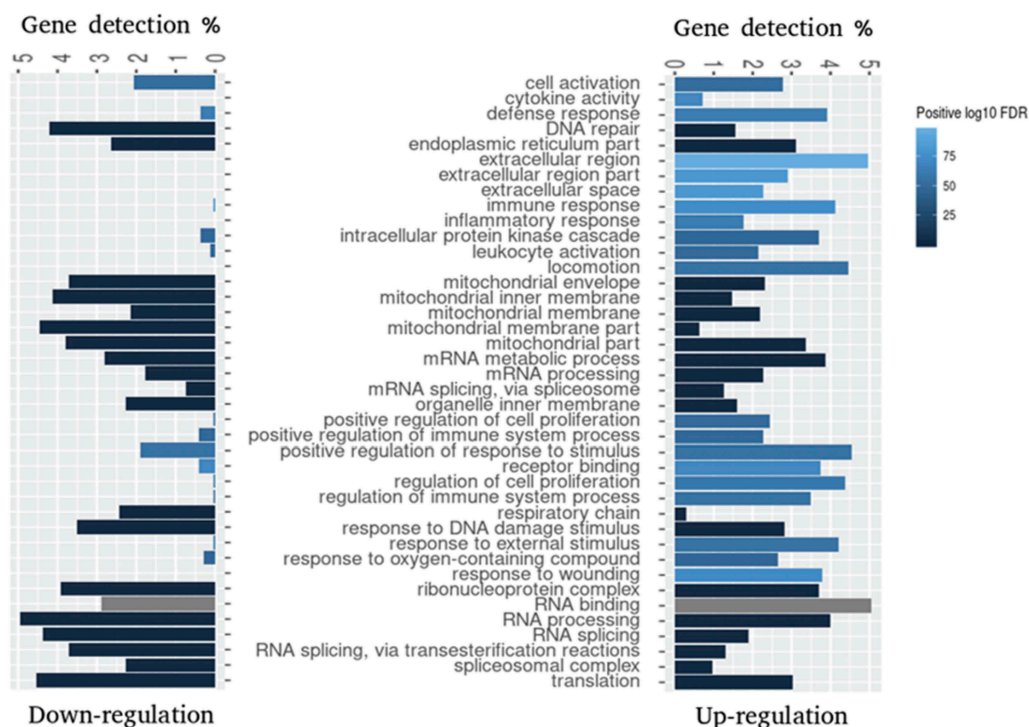 Gene detection %
5 4 3 2 1 0
Gene detection %
0 1 2 3 4 5
cell activation
cytokine activity
defense response
DNA repair
endoplasmic reticulum part
extracellular region
extracellular region part
extracellular space
immune response
inflammatory response
intracellular protein kinase cascade
leukocyte activation
locomotion
mitochondrial envelope
mitochondrial inner membrane
mitochondrial membrane
mitochondrial membrane part
mitochondrial part
mRNA metabolic process
mRNA processing
mRNA splicing, via spliceosome
organelle inner membrane
positive regulation of cell proliferation
positive regulation of immune system process
positive regulation of response to stimulus
receptor binding
regulation of cell proliferation
regulation of immune system process
respiratory chain
response to DNA damage stimulus
response to external stimulus
response to oxygen-containing compound
response to wounding
ribonucleoprotein complex
RNA binding
RNA processing
RNA splicing
RNA splicing, via transesterification reactions
spliceosomal complex
translation
Positive log10 FDR
75
50
25
Down-regulation
Up-regulation